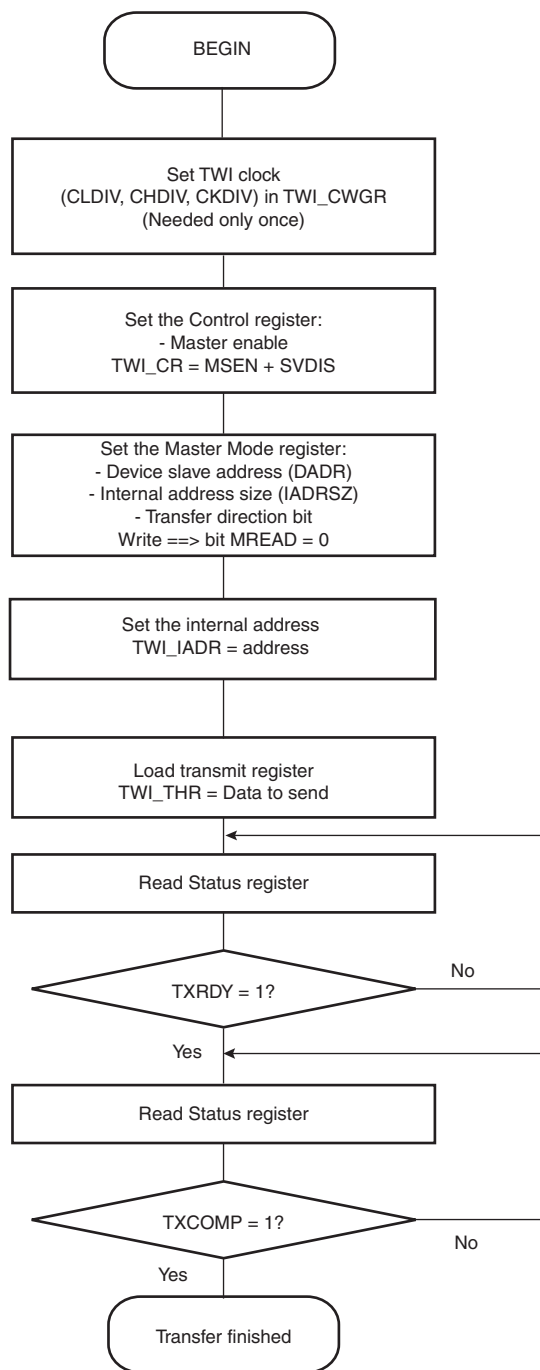 BEGIN
Set TWI clock
(CLDIV, CHDIV, CKDIV) in TWI_CWGR
(Needed only once)
Set the Control register:
- Master enable
TWI_CR = MSEN + SVDIS
Set the Master Mode register:
- Device slave address (DADR)
- Internal address size (IADRSZ)
- Transfer direction bit
Write ==> bit MREAD = 0
Set the internal address
TWI_IADR = address
Load transmit register
TWI_THR = Data to send
Read Status register
TXRDY = 1?
No
Yes
Read Status register
TXCOMP = 1?
No
Yes
Transfer finished